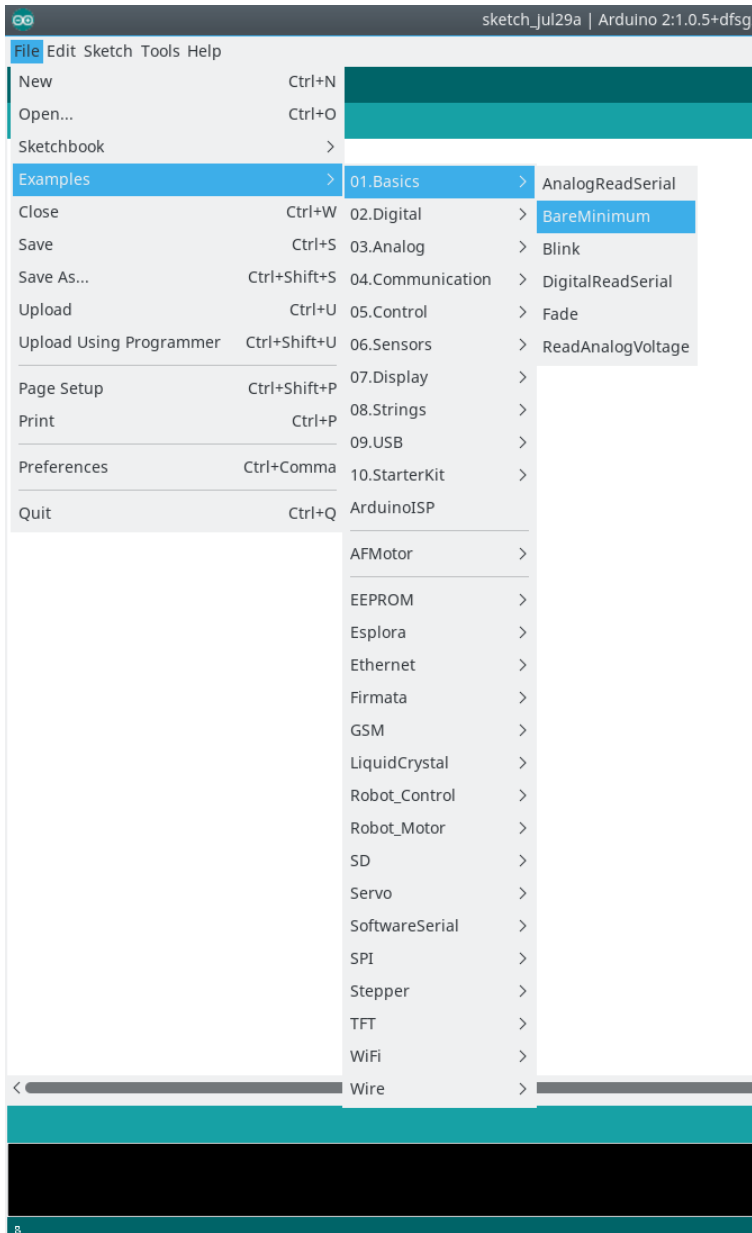 sketch_jul29a | Arduino 2:1.0.5+dfsg
File Edit Sketch Tools Help
New Ctrl+N
Open... Ctrl+O
Sketchbook
Examples
Close Ctrl+W
Save Ctrl+S
Save As... Ctrl+Shift+S
Upload Ctrl+U
Upload Using Programmer Ctrl+Shift+U
Page Setup Ctrl+Shift+P
Print Ctrl+P
Preferences Ctrl+Comma
Quit Ctrl+Q
01.Basics
02.Digital
03.Analog
04.Communication
05.Control
06.Sensors
07.Display
08.Strings
09.USB
10.StarterKit
ArduinoISP
AFMotor
EEPROM
Esplora
Ethernet
Firmata
GSM
LiquidCrystal
Robot_Control
Robot_Motor
SD
Servo
SoftwareSerial
SPI
Stepper
TFT
WiFi
Wire
AnalogReadSerial
BareMinimum
Blink
DigitalReadSerial
Fade
ReadAnalogVoltage